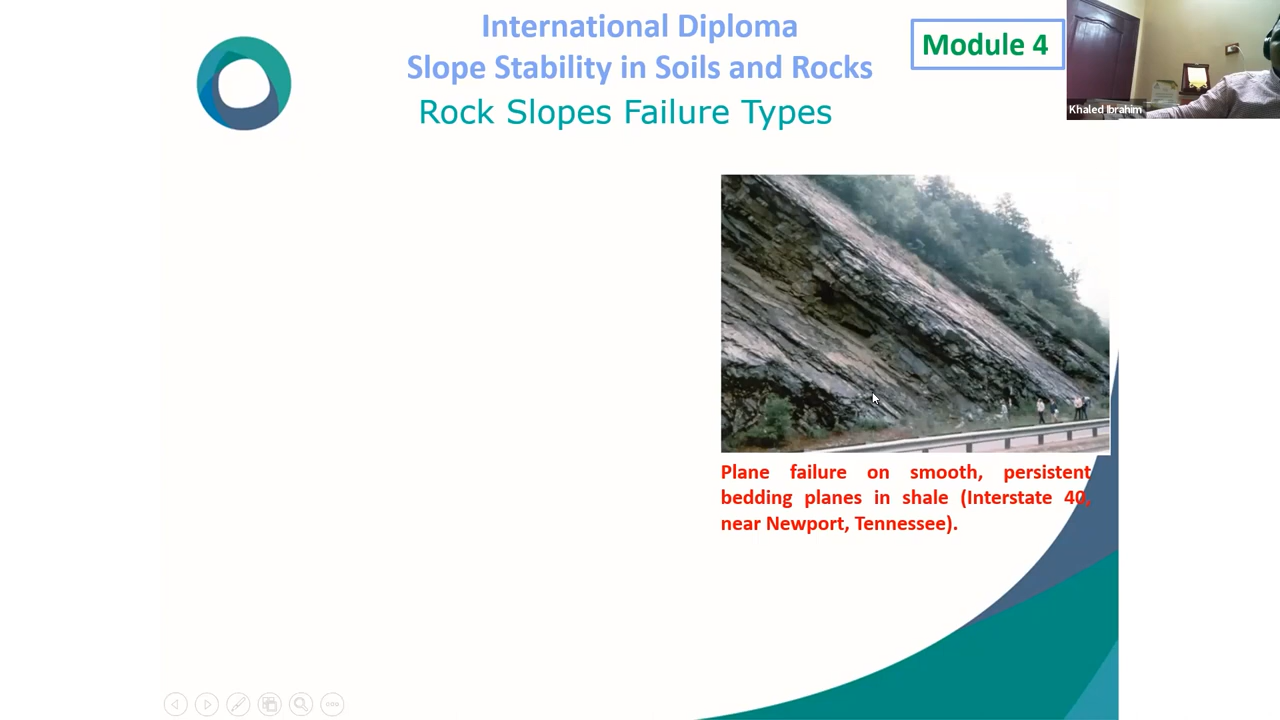 International Diploma
Slope Stability in Soils and Rocks
Rock Slopes Failure Types
Module 4
Khaled Ibrahim
Plane failure on smooth, persistent
bedding planes in shale (Interstate 40,
near Newport, Tennessee).